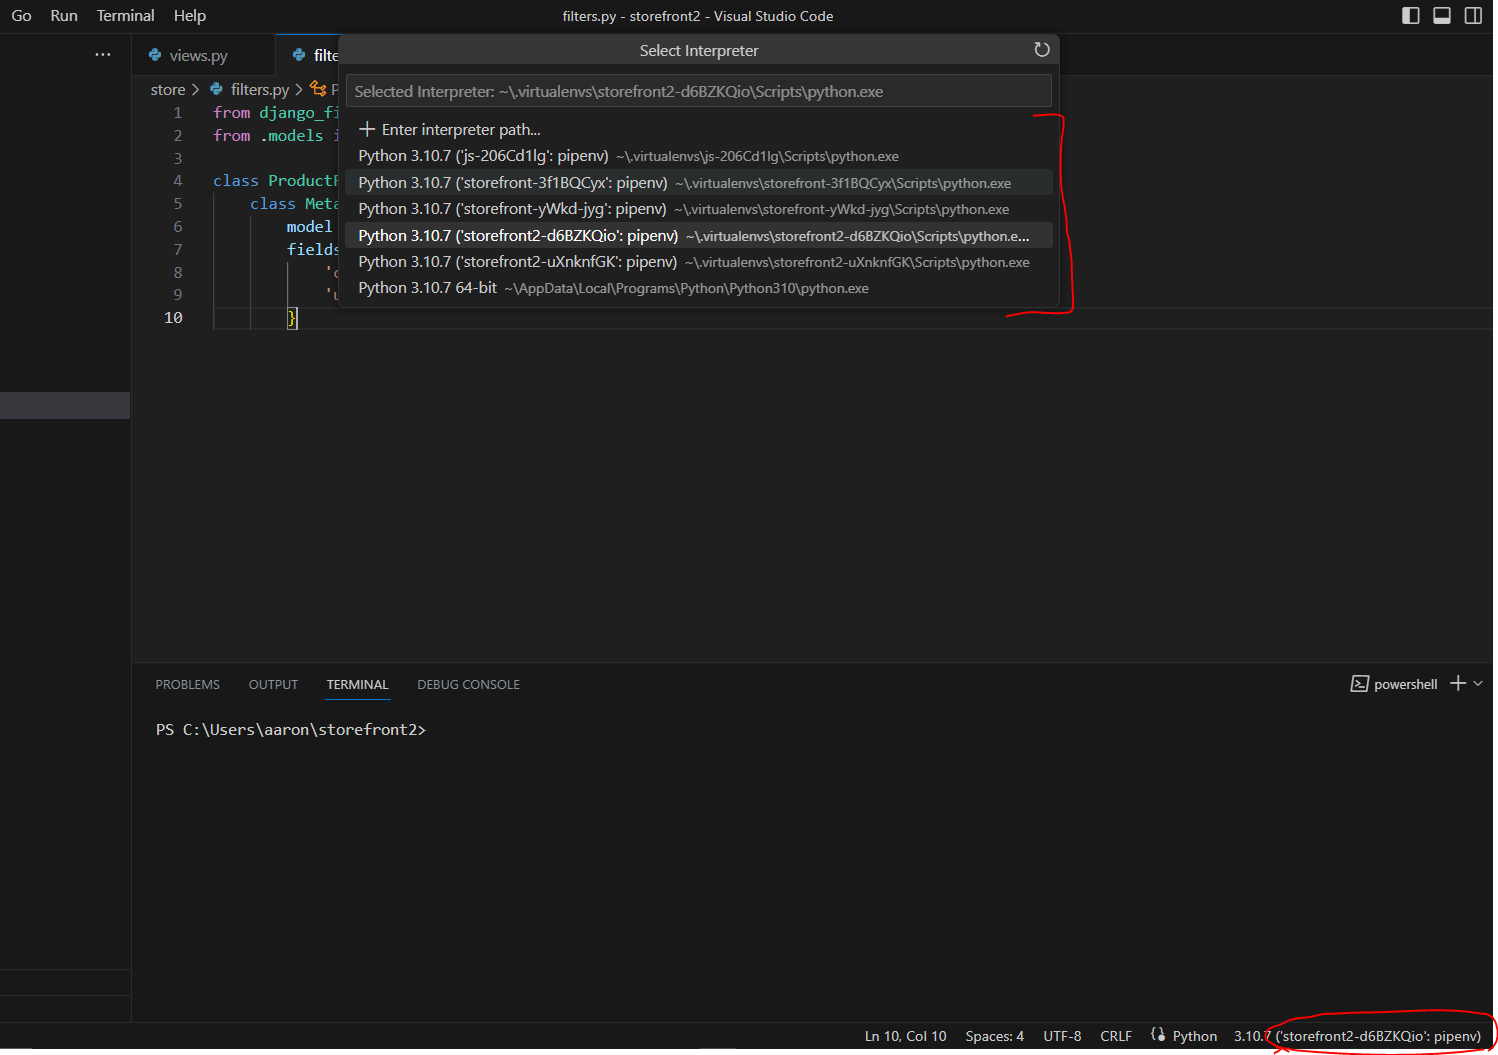 Go Run Terminal Help
filters.py - storefront2 - Visual Studio Code
views.py
filte
Select Interpreter
store > filters.py > P
Selected Interpreter: ~\.virtualenvs\storefront2-d6BZKQio\Scripts\python.exe
+ Enter interpreter path...
Python 3.10.7 ('js-206Cd1lg': pipenv) ~\.virtualenvs\js-206Cd1lg\Scripts\python.exe
Python 3.10.7 ('storefront-3f1BQCyx': pipenv) ~\.virtualenvs\storefront-3f1BQCyx\Scripts\python.exe
Python 3.10.7 ('storefront-yWkd-jyg': pipenv) ~\.virtualenvs\storefront-yWkd-jyg\Scripts\python.exe
Python 3.10.7 ('storefront2-d6BZKQio': pipenv) ~\.virtualenvs\storefront2-d6BZKQio\Scripts\python.e...
Python 3.10.7 ('storefront2-uXnknfGK': pipenv) ~\.virtualenvs\storefront2-uXnknfGK\Scripts\python.exe
Python 3.10.7 64-bit ~\AppData\Local\Programs\Python\Python310\python.exe
1 from django_fi
2 from .models i
3
4 class ProductF
5 class Meta
6 model
7 fields
8 'c
9 'u
10 }
PROBLEMS OUTPUT TERMINAL DEBUG CONSOLE
powershell
PS C:\Users\aaron\storefront2>
Ln 10, Col 10 Spaces: 4 UTF-8 CRLF Python 3.10.7 ('storefront2-d6BZKQio': pipenv)